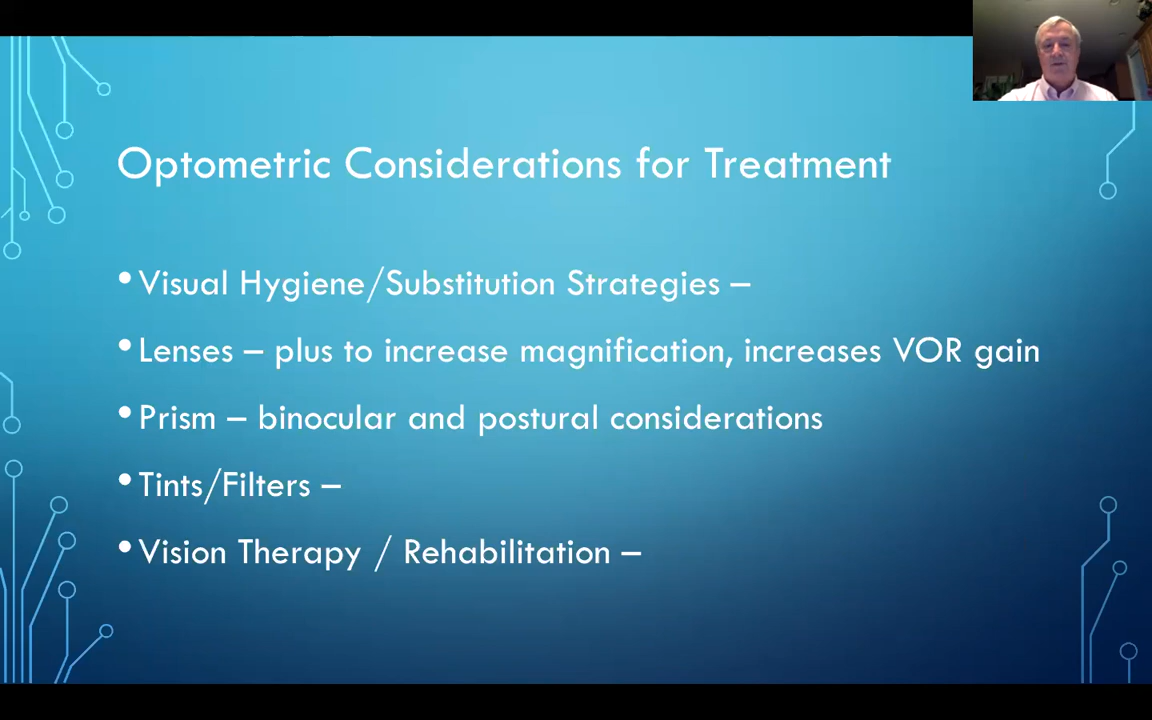 Optometric Considerations for Treatment
• Visual Hygiene/Substitution Strategies –
• Lenses – plus to increase magnification, increases VOR gain
• Prism – binocular and postural considerations
• Tints/Filters –
• Vision Therapy / Rehabilitation –